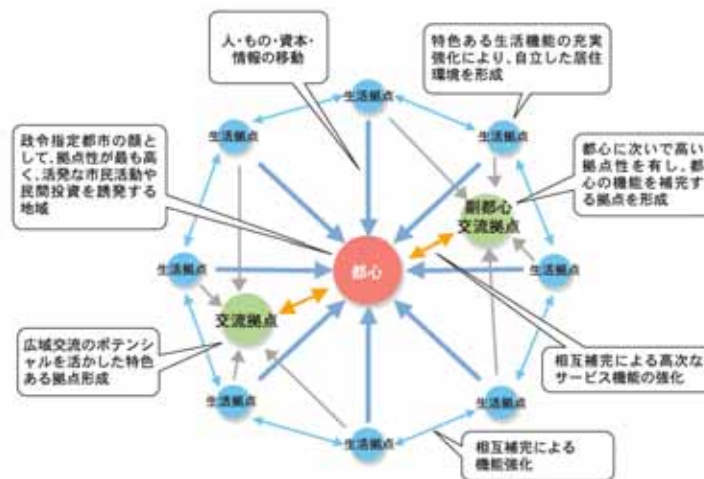 人・もの・資本・
情報の移動
特色ある生活機能の充実
強化により、自立した居住
環境を形成
生活拠点
生活拠点
生活拠点
政令指定都市の顔と
して、拠点性が最も高
く、活発な市民活動や
民間投資を誘発する
地域
都心に次いで高い
拠点性を有し、都
心の機能を補完す
る拠点を形成
副都心
交流拠点
都心
生活拠点
生活拠点
交流拠点
広域交流のポテン
シャルを活かした特色
ある拠点形成
相互補完による高次な
サービス機能の強化
生活拠点
生活拠点
生活拠点
相互補完による
機能強化